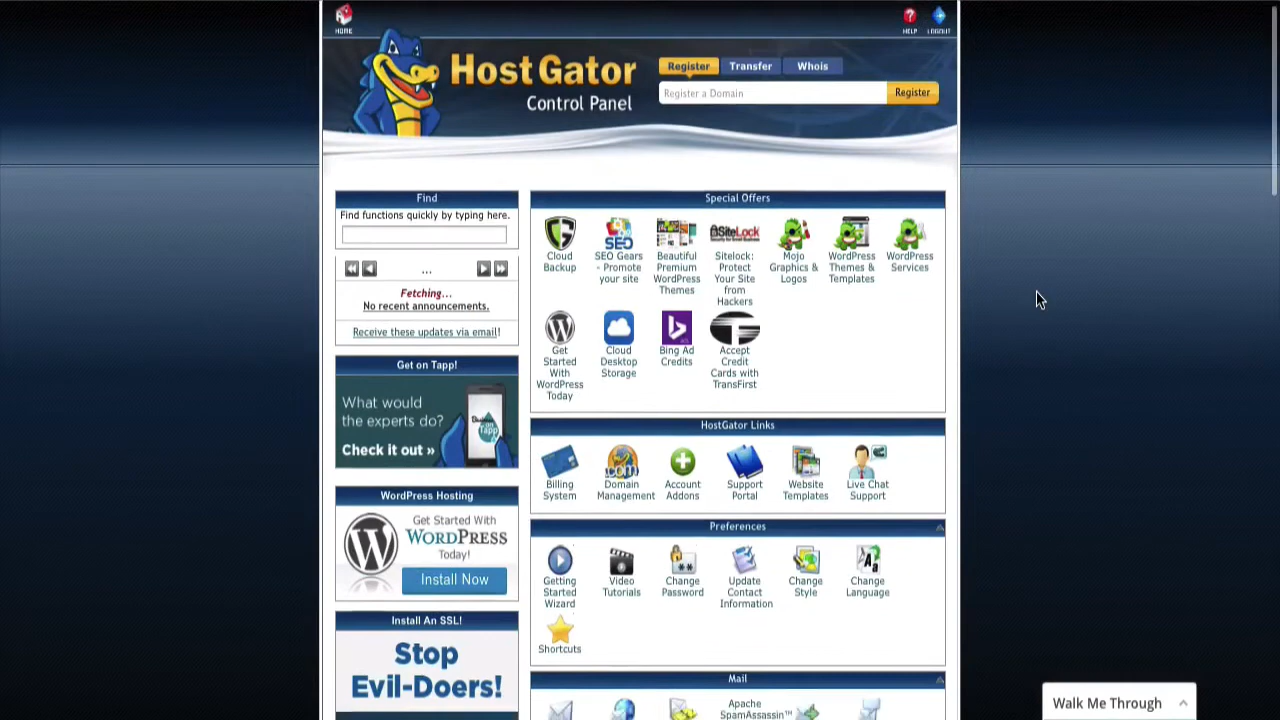 HOME
HELP
LOGOUT
HostGator
Control Panel
Register
Transfer
Whois
Register a Domain
Register
Find
Find functions quickly by typing here.
...
Fetching...
No recent announcements.
Receive these updates via email!
Get on Tapp!
What would
the experts do?
Check it out »
WordPress Hosting
Get Started With
WORDPRESS
Today!
Install Now
Install An SSL!
Stop
Evil-Doers!
Special Offers
Cloud
Backup
SEO
SEO Gears
- Promote
your site
Beautiful
Premium
WordPress
Themes
SiteLock
Sitelock:
Protect
Your Site
from
Hackers
Mojo
Graphics &
Logos
WordPress
Themes &
Templates
WordPress
Services
Get
Started
With
WordPress
Today
Cloud
Desktop
Storage
Bing Ad
Credits
Accept
Credit
Cards with
TransFirst
HostGator Links
Billing
System
.com
Domain
Management
Account
Addons
Support
Portal
Website
Templates
Live Chat
Support
Preferences
Getting
Started
Wizard
Video
Tutorials
Change
Password
Update
Contact
Information
Change
Style
Change
Language
Shortcuts
Mail
Apache
SpamAssassin™
Walk Me Through